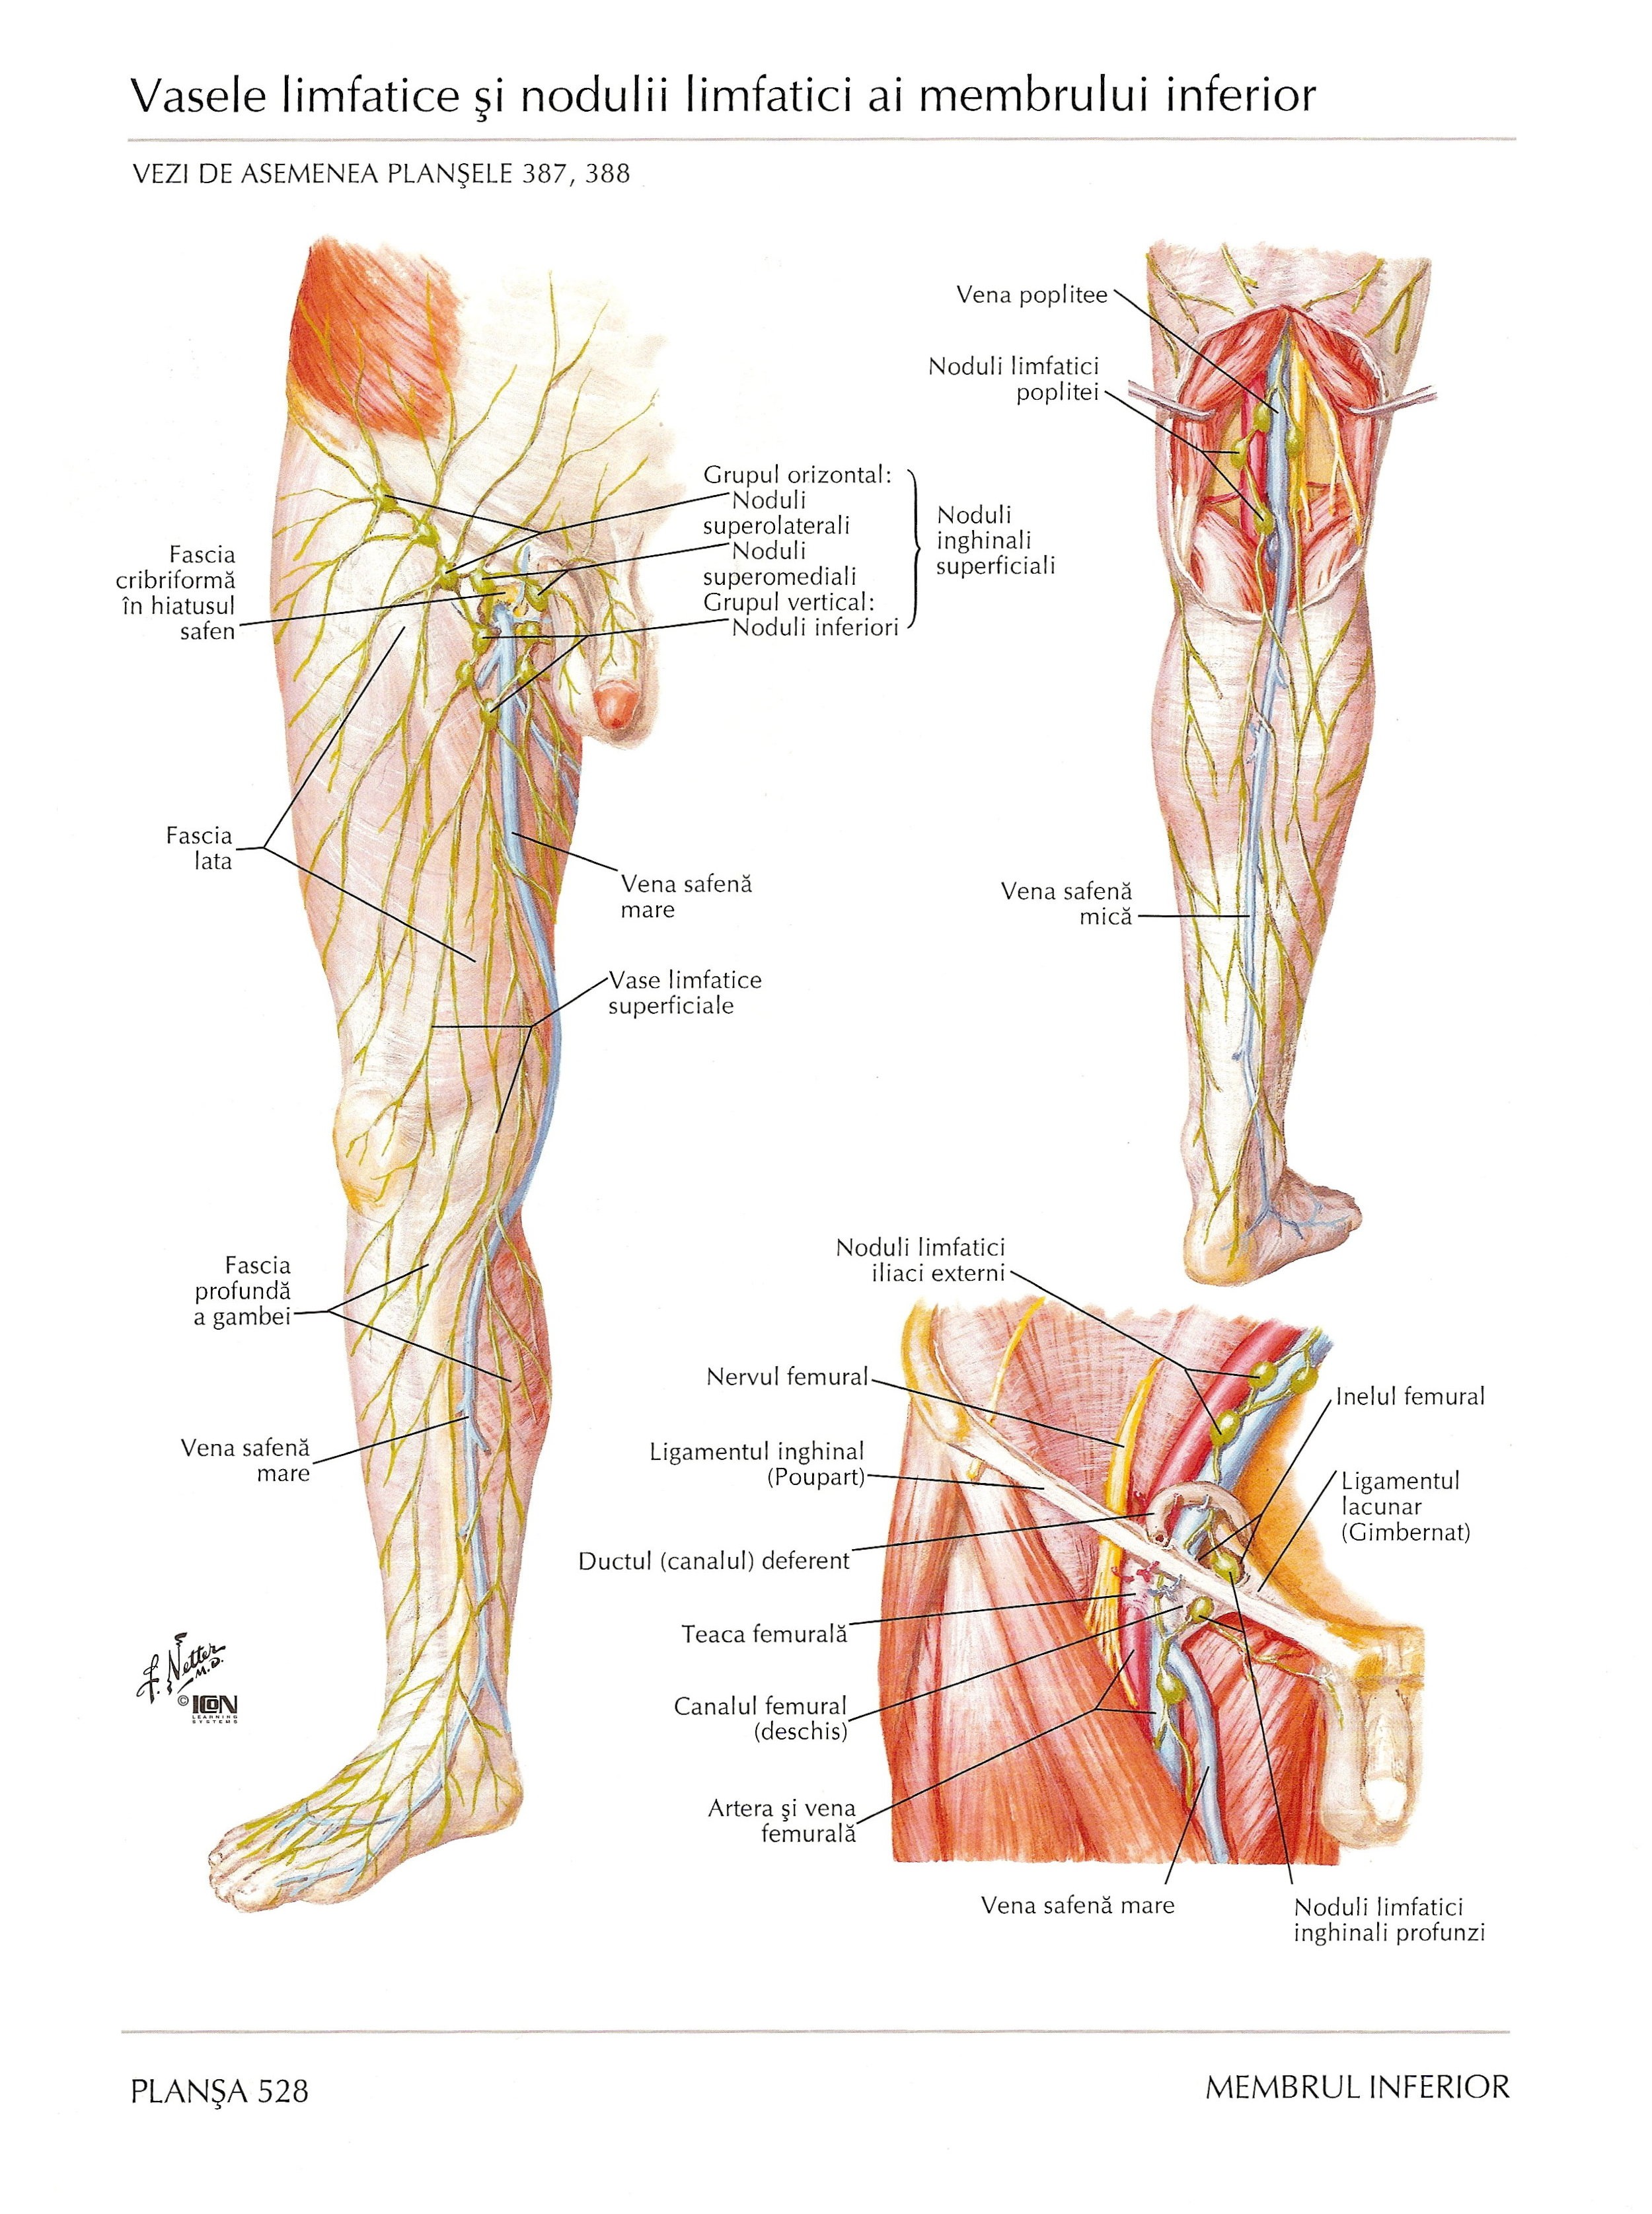 Vasele limfatice şi nodulii limfatici ai membrului inferior
VEZI DE ASEMENEA PLANŞELE 387, 388
Vena poplitee
Noduli limfatici
poplitei
Grupul orizontal:
Noduli
superolaterali
Noduli
superomediali
Grupul vertical:
Noduli inferiori
Noduli
inghinali
superficiali
Fascia
cribriformă
în hiatusul
safen
Fascia
lata
Vena safenă
mare
Vena safenă
mică
Vase limfatice
superficiale
Fascia
profundă
a gambei
Vena safenă
mare
Noduli limfatici
iliaci externi
Nervul femural
Inelul femural
Ligamentul inghinal
(Poupart)
Ligamentul
lacunar
(Gimbernat)
Ductul (canalul) deferent
Teaca femurală
Canalul femural
(deschis)
Artera şi vena
femurală
Vena safenă mare
Noduli limfatici
inghinali profunzi
F. Netter
M.D.
© ICON
LEARNING
SYSTEMS
PLANŞA 528
MEMBRUL INFERIOR